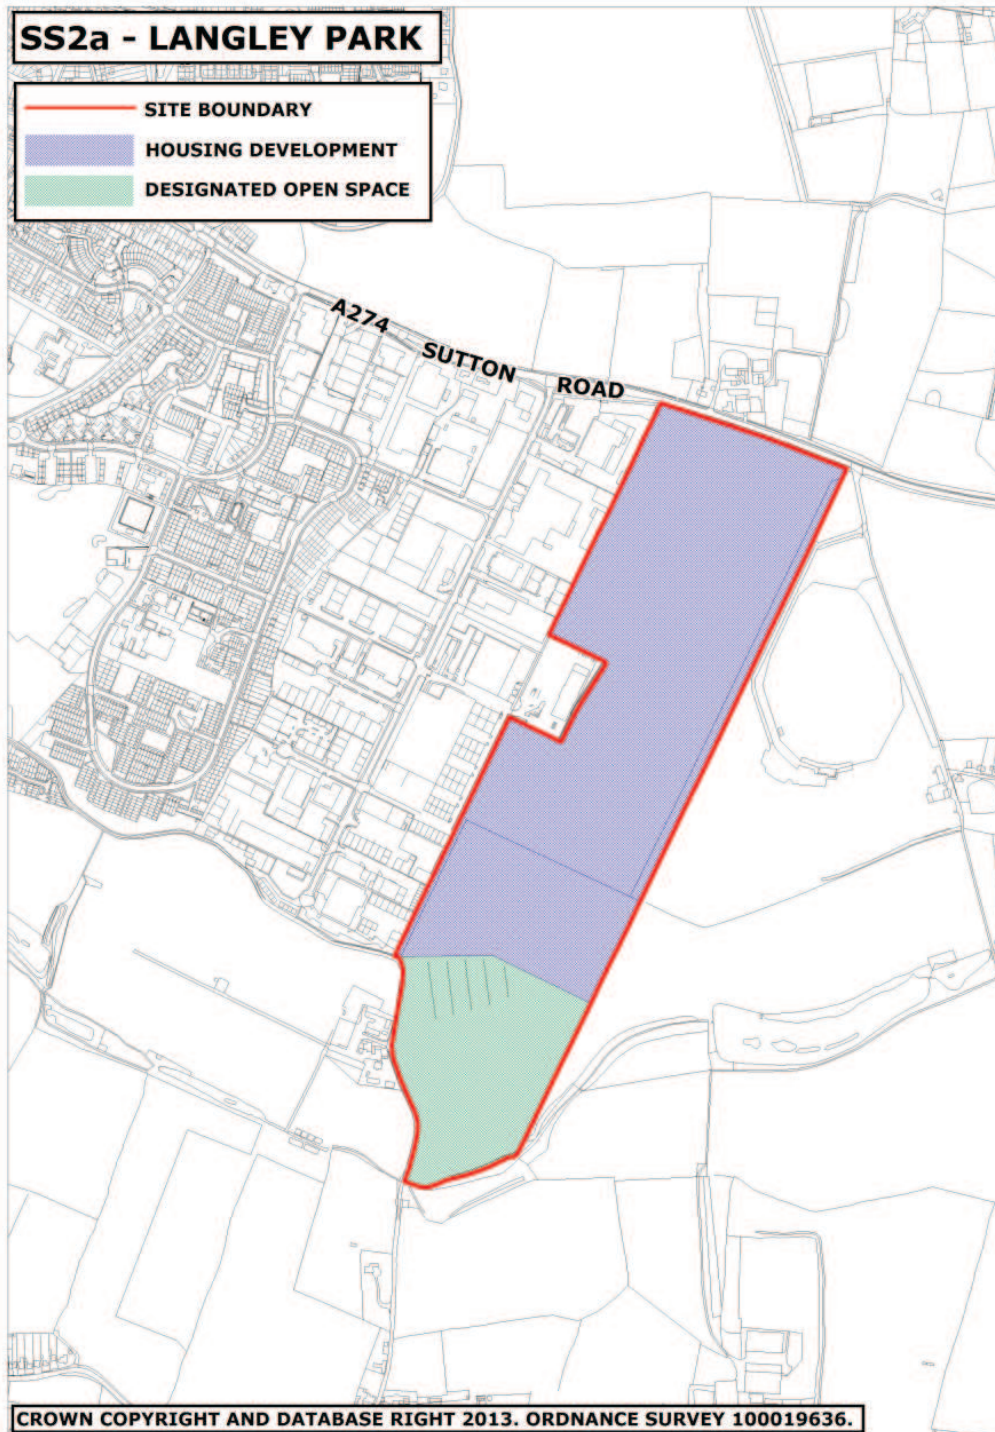 SS2a - LANGLEY PARK
SITE BOUNDARY
HOUSING DEVELOPMENT
DESIGNATED OPEN SPACE
A274 SUTTON ROAD
CROWN COPYRIGHT AND DATABASE RIGHT 2013. ORDNANCE SURVEY 100019636.